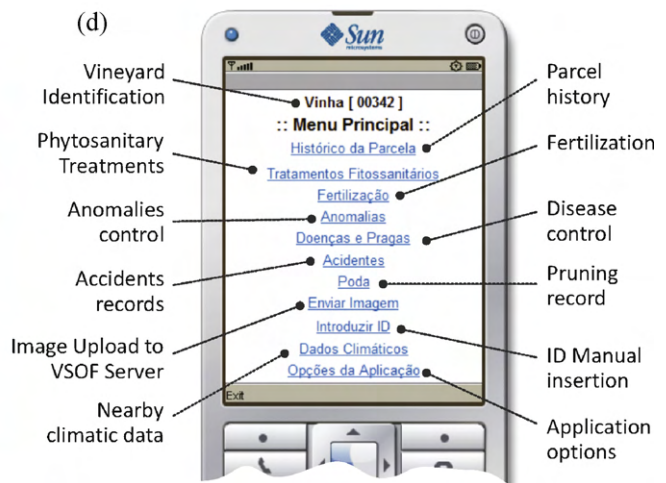 (d)
Sun
microsystems
Vinha [ 00342 ]
:: Menu Principal ::
Histórico da Parcela
Tratamentos Fitossanitários
Fertilização
Anomalias
Doenças e Pragas
Acidentes
Poda
Enviar Imagem
Introduzir ID
Dados Climáticos
Opções da Aplicação
Exit
Vineyard
Identification
Phytosanitary
Treatments
Anomalies
control
Accidents
records
Image Upload to
VSOF Server
Nearby
climatic data
Parcel
history
Fertilization
Disease
control
Pruning
record
ID Manual
insertion
Application
options